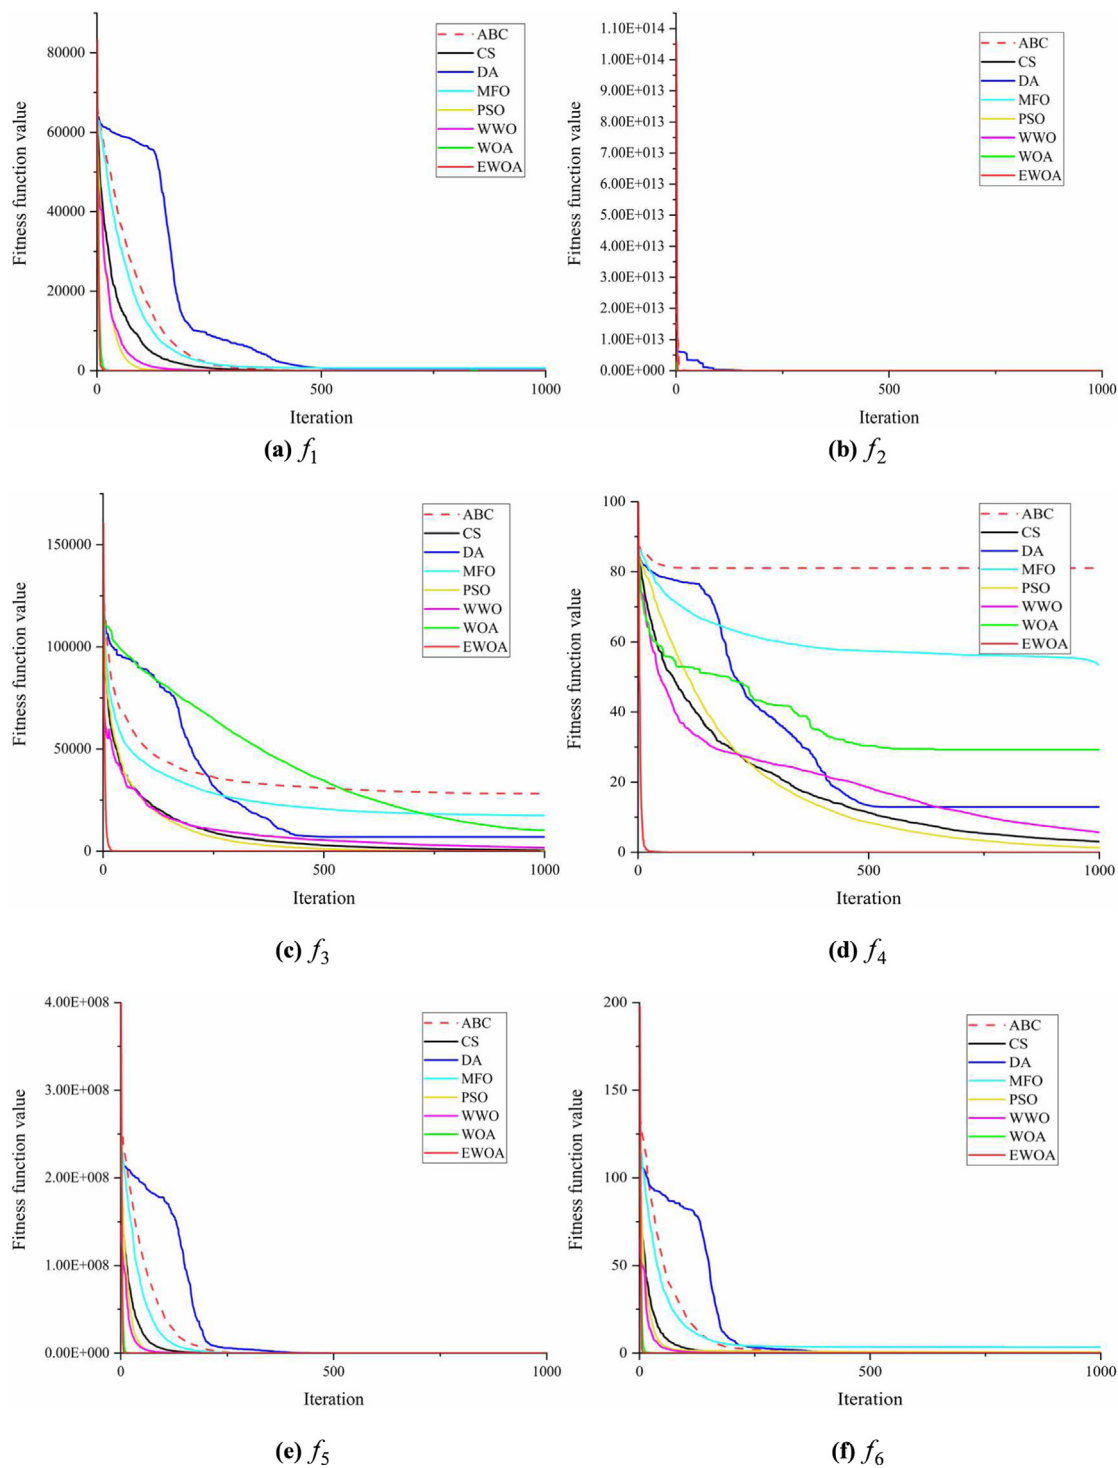 80000
60000
40000
20000
0
Fitness function value
0
500
1000
Iteration
ABC
CS
DA
MFO
PSO
WWO
WOA
EWOA
(a) f1
1.10E+014
1.00E+014
9.00E+013
8.00E+013
7.00E+013
6.00E+013
5.00E+013
4.00E+013
3.00E+013
2.00E+013
1.00E+013
0.00E+000
Fitness function value
0
500
1000
Iteration
ABC
CS
DA
MFO
PSO
WWO
WOA
EWOA
(b) f2
150000
100000
50000
0
Fitness function value
0
500
1000
Iteration
ABC
CS
DA
MFO
PSO
WWO
WOA
EWOA
(c) f3
100
80
60
40
20
0
Fitness function value
0
500
1000
Iteration
ABC
CS
DA
MFO
PSO
WWO
WOA
EWOA
(d) f4
4.00E+008
3.00E+008
2.00E+008
1.00E+008
0.00E+000
Fitness function value
0
500
1000
Iteration
ABC
CS
DA
MFO
PSO
WWO
WOA
EWOA
(e) f5
200
150
100
50
0
Fitness function value
0
500
1000
Iteration
ABC
CS
DA
MFO
PSO
WWO
WOA
EWOA
(f) f6